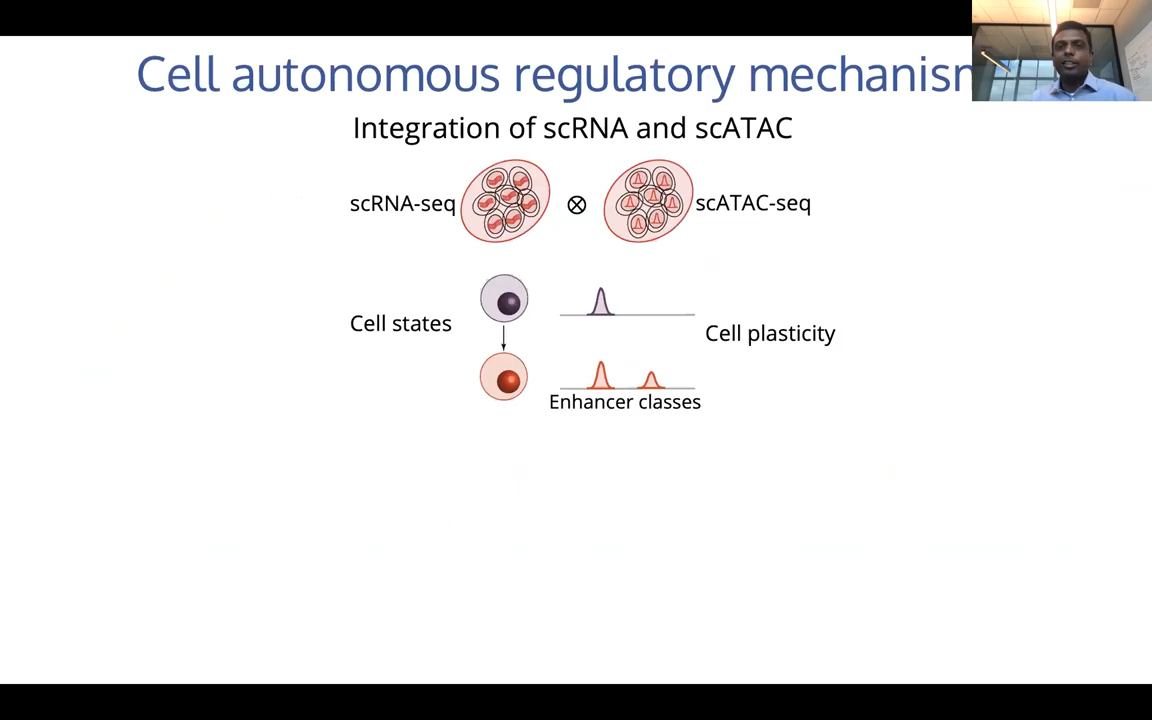 Cell autonomous regulatory mechanism
Integration of scRNA and scATAC
scRNA-seq
scATAC-seq
Cell states
Cell plasticity
Enhancer classes